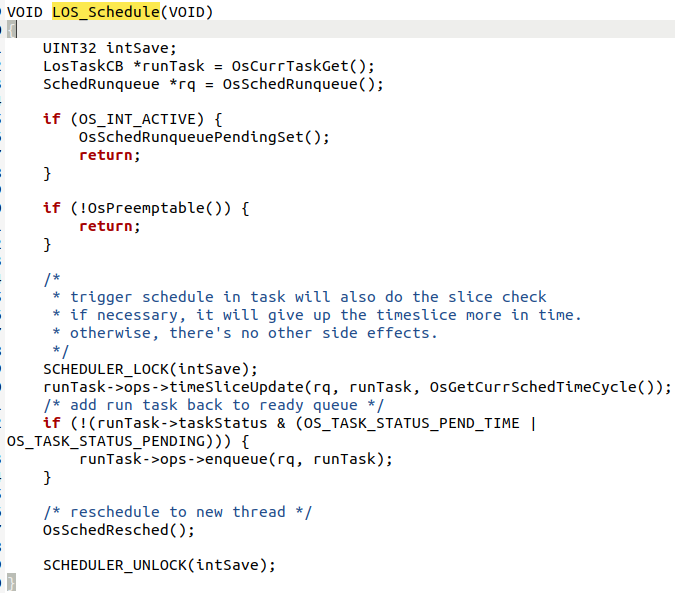 VOID LOS_Schedule(VOID)
{
    UINT32 intSave;
    LosTaskCB *runTask = OsCurrTaskGet();
    SchedRunqueue *rq = OsSchedRunqueue();

    if (OS_INT_ACTIVE) {
        OsSchedRunqueuePendingSet();
        return;
    }

    if (!OsPreemptable()) {
        return;
    }

    /*
     * trigger schedule in task will also do the slice check
     * if necessary, it will give up the timeslice more in time.
     * otherwise, there's no other side effects.
     */
    SCHEDULER_LOCK(intSave);
    runTask->ops->timeSliceUpdate(rq, runTask, OsGetCurrSchedTimeCycle());
    /* add run task back to ready queue */
    if (!(runTask->taskStatus & (OS_TASK_STATUS_PEND_TIME |
OS_TASK_STATUS_PENDING))) {
        runTask->ops->enqueue(rq, runTask);
    }

    /* reschedule to new thread */
    OsSchedResched();

    SCHEDULER_UNLOCK(intSave);
}